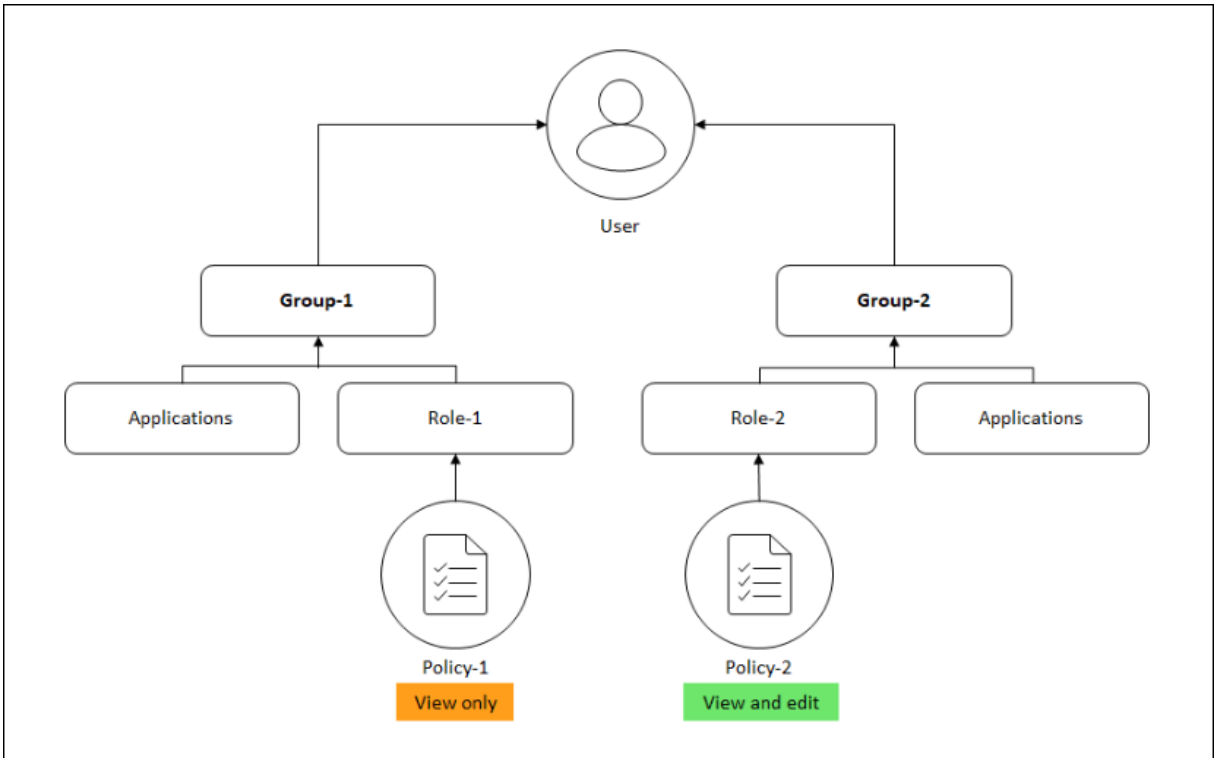 User
Group-1
Group-2
Applications
Role-1
Role-2
Applications
Policy-1
Policy-2
View only
View and edit